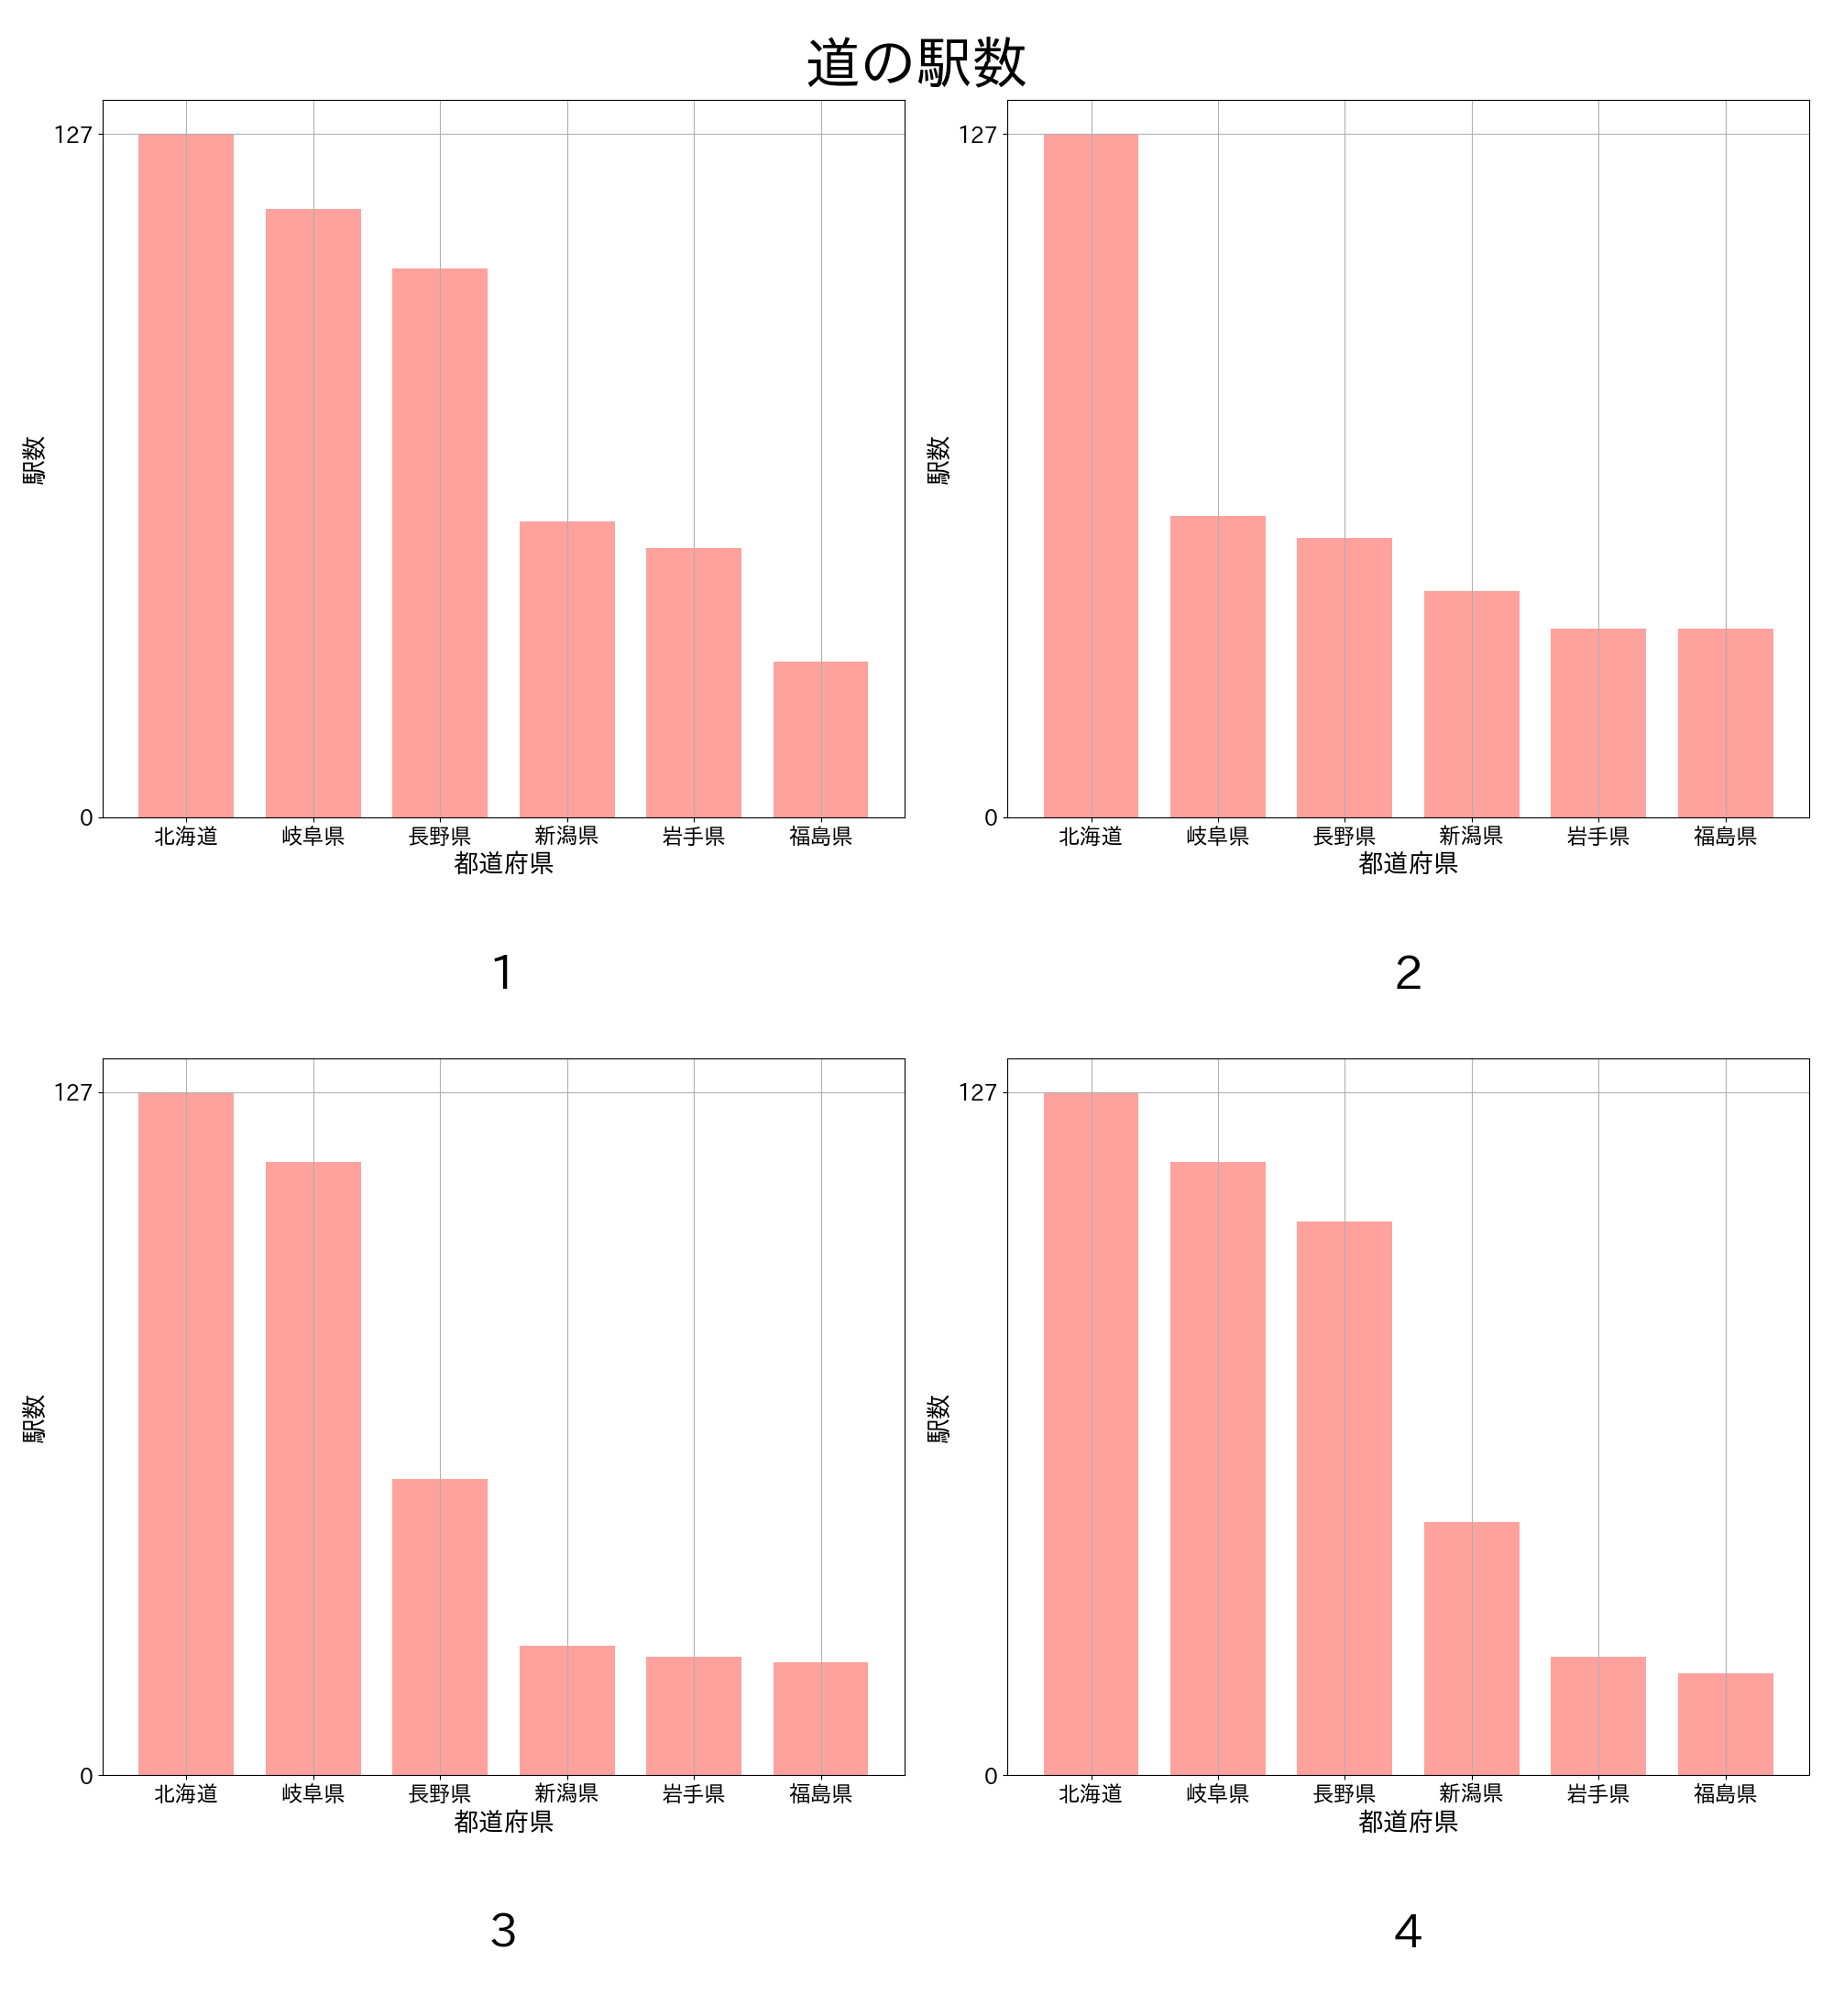 道の駅数
127
0
駅数
北海道 岐阜県 長野県 新潟県 岩手県 福島県
都道府県
1
127
0
駅数
北海道 岐阜県 長野県 新潟県 岩手県 福島県
都道府県
2
127
0
駅数
北海道 岐阜県 長野県 新潟県 岩手県 福島県
都道府県
3
127
0
駅数
北海道 岐阜県 長野県 新潟県 岩手県 福島県
都道府県
4